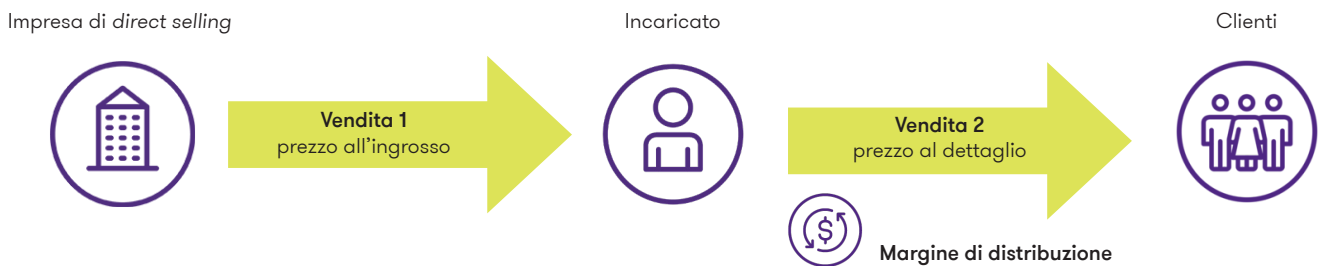 Impresa di direct selling
Incaricato
Clienti
Vendita 1
prezzo all'ingrosso
Vendita 2
prezzo al dettaglio
$
Margine di distribuzione